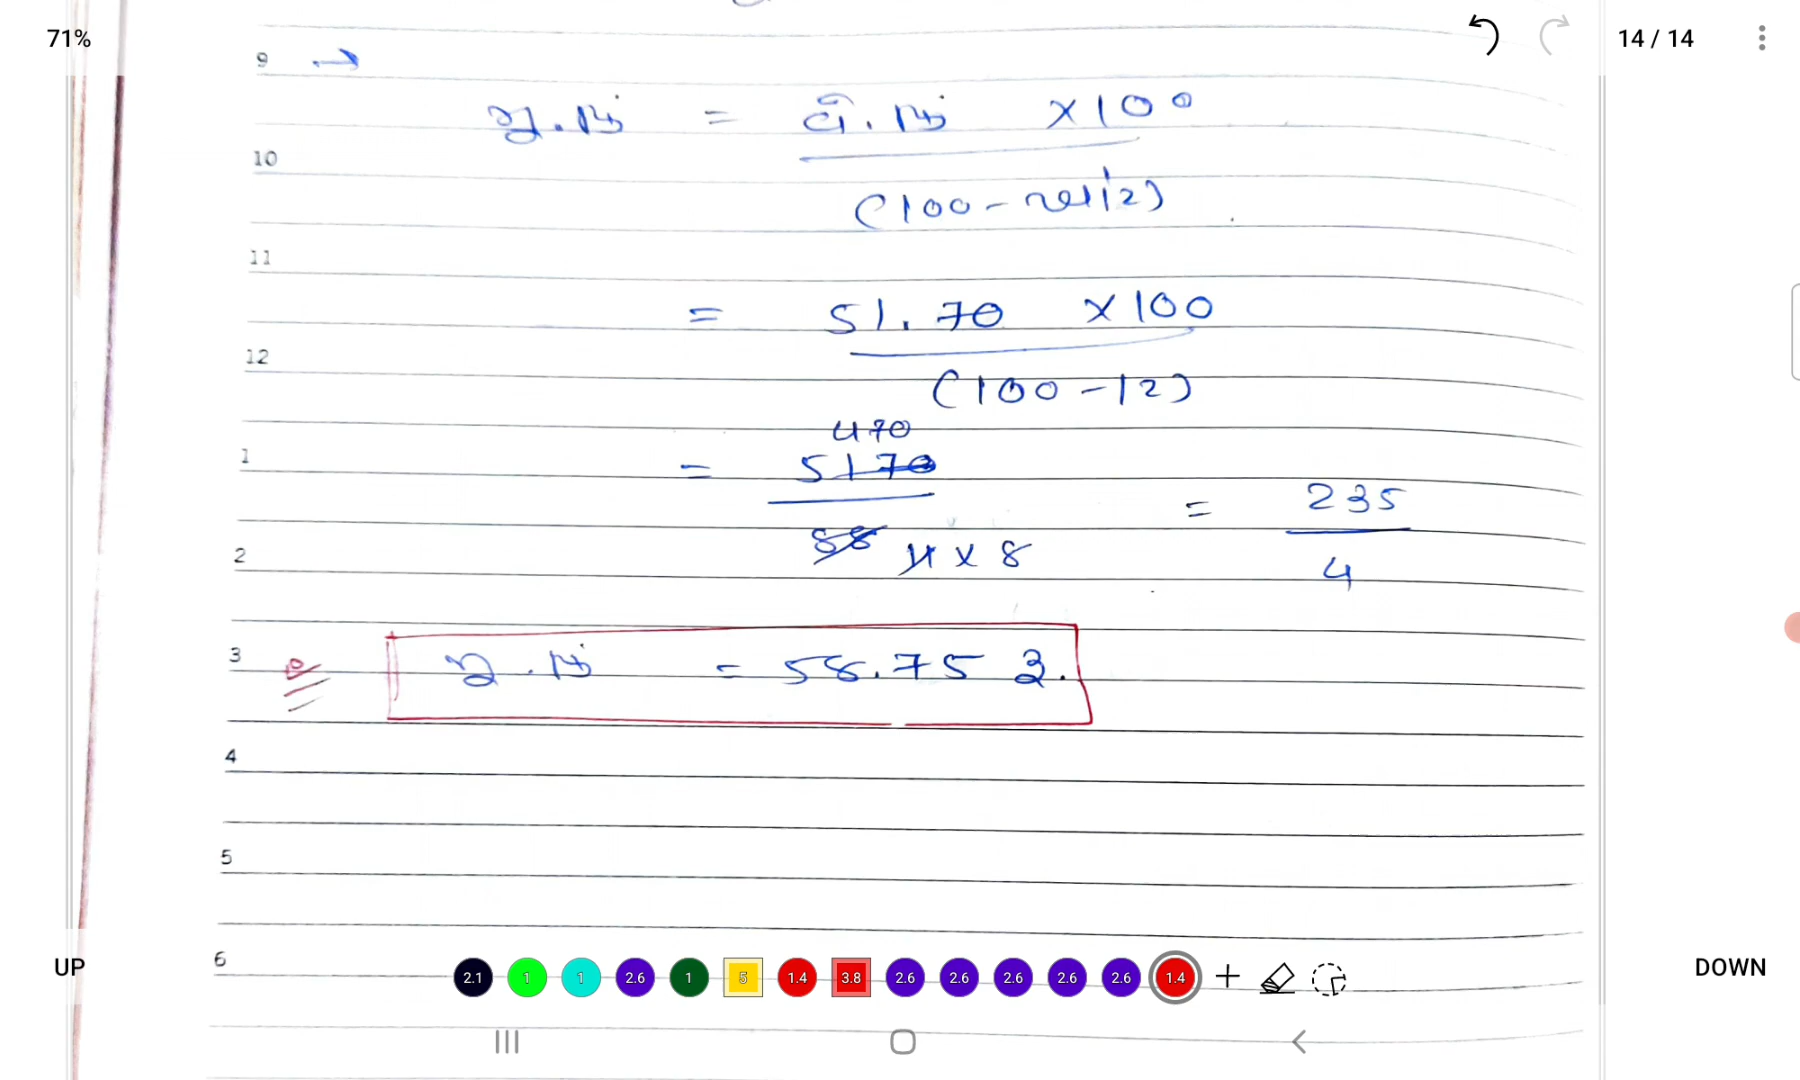 71%
14 / 14
9 →
મૂ.કિં = વે.કિં × 100
10
(100 - ખોટ)
11
= 51.70 × 100
12
(100 - 12)
470
1
= 5170 = 235
88 11 × 8 4
2
3
મૂ.કિં = 58.75 રૂ.
4
5
6
UP
DOWN
2.1 1 1 2.6 1 5 1.4 3.8 2.6 2.6 2.6 2.6 2.6 1.4 +